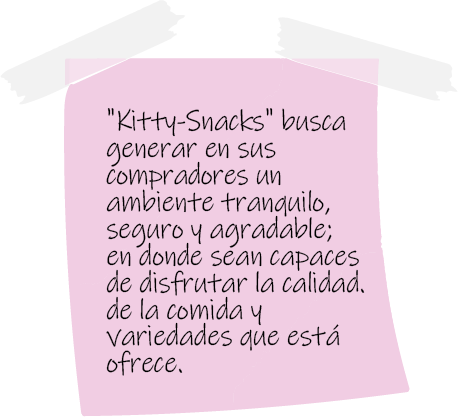 "Kitty-Snacks" busca
generar en sus
compradores un
ambiente tranquilo,
seguro y agradable;
en donde sean capaces
de disfrutar la calidad.
de la comida y
variedades que está
ofrece.